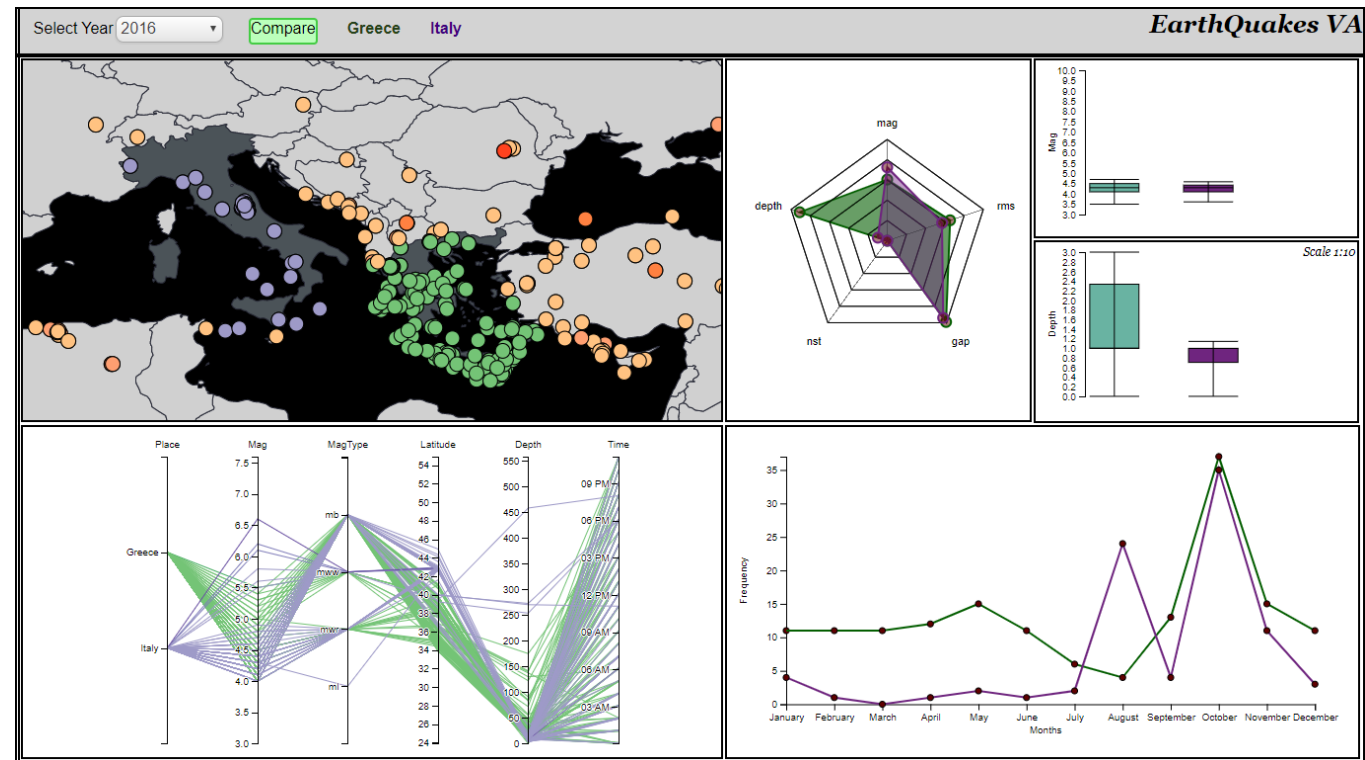 Select Year 2016 Compare Greece Italy EarthQuakes VA
mag
depth
rms
nst
gap
10.0
9.5
9.0
8.5
8.0
7.5
7.0
6.5
6.0
5.5
5.0
4.5
4.0
3.5
3.0
Mag
Scale 1:10
3.0
2.8
2.6
2.4
2.2
2.0
1.8
1.6
1.4
1.2
1.0
0.8
0.6
0.4
0.2
0.0
Depth
Place Mag MagType Latitude Depth Time
Greece
Italy
7.5
7.0
6.5
6.0
5.5
5.0
4.5
4.0
3.5
3.0
mb
mww
mwr
ml
54
52
50
48
46
44
42
40
38
36
34
32
30
28
26
24
550
500
450
400
350
300
250
200
150
100
50
0
09 PM
06 PM
03 PM
12 PM
09 AM
06 AM
03 AM
Frequency
35
30
25
20
15
10
5
0
January February March April May June July August September October November December
Months